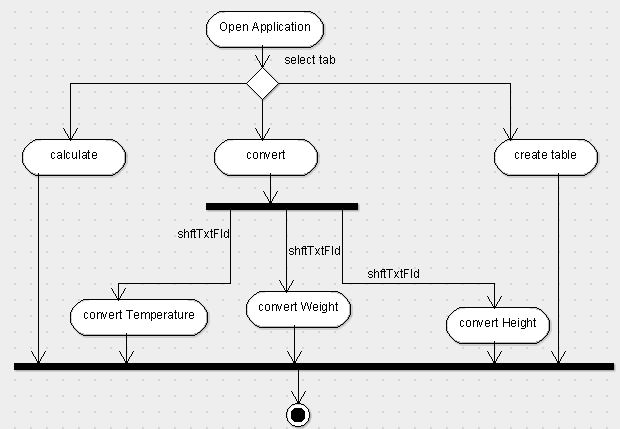 Open Application
select tab
calculate
convert
create table
shftTxtFld
shftTxtFld
shftTxtFld
convert Temperature
convert Weight
convert Height